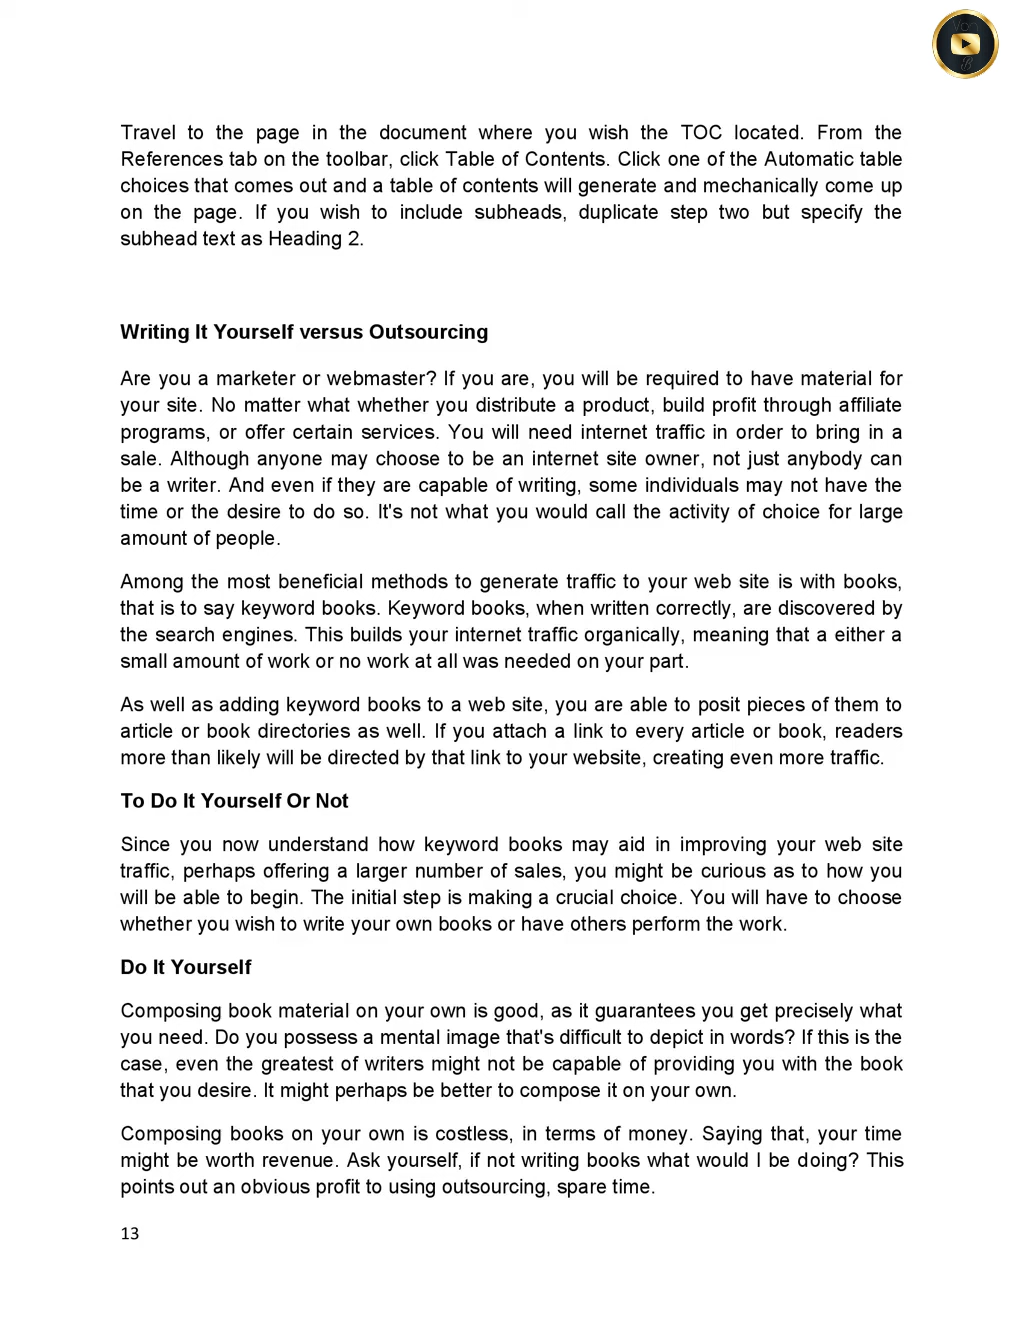 Von
B
Travel to the page in the document where you wish the TOC located. From the
References tab on the toolbar, click Table of Contents. Click one of the Automatic table
choices that comes out and a table of contents will generate and mechanically come up
on the page. If you wish to include subheads, duplicate step two but specify the
subhead text as Heading 2.
Writing It Yourself versus Outsourcing
Are you a marketer or webmaster? If you are, you will be required to have material for
your site. No matter what whether you distribute a product, build profit through affiliate
programs, or offer certain services. You will need internet traffic in order to bring in a
sale. Although anyone may choose to be an internet site owner, not just anybody can
be a writer. And even if they are capable of writing, some individuals may not have the
time or the desire to do so. It's not what you would call the activity of choice for large
amount of people.
Among the most beneficial methods to generate traffic to your web site is with books,
that is to say keyword books. Keyword books, when written correctly, are discovered by
the search engines. This builds your internet traffic organically, meaning that a either a
small amount of work or no work at all was needed on your part.
As well as adding keyword books to a web site, you are able to posit pieces of them to
article or book directories as well. If you attach a link to every article or book, readers
more than likely will be directed by that link to your website, creating even more traffic.
To Do It Yourself Or Not
Since you now understand how keyword books may aid in improving your web site
traffic, perhaps offering a larger number of sales, you might be curious as to how you
will be able to begin. The initial step is making a crucial choice. You will have to choose
whether you wish to write your own books or have others perform the work.
Do It Yourself
Composing book material on your own is good, as it guarantees you get precisely what
you need. Do you possess a mental image that's difficult to depict in words? If this is the
case, even the greatest of writers might not be capable of providing you with the book
that you desire. It might perhaps be better to compose it on your own.
Composing books on your own is costless, in terms of money. Saying that, your time
might be worth revenue. Ask yourself, if not writing books what would I be doing? This
points out an obvious profit to using outsourcing, spare time.
13